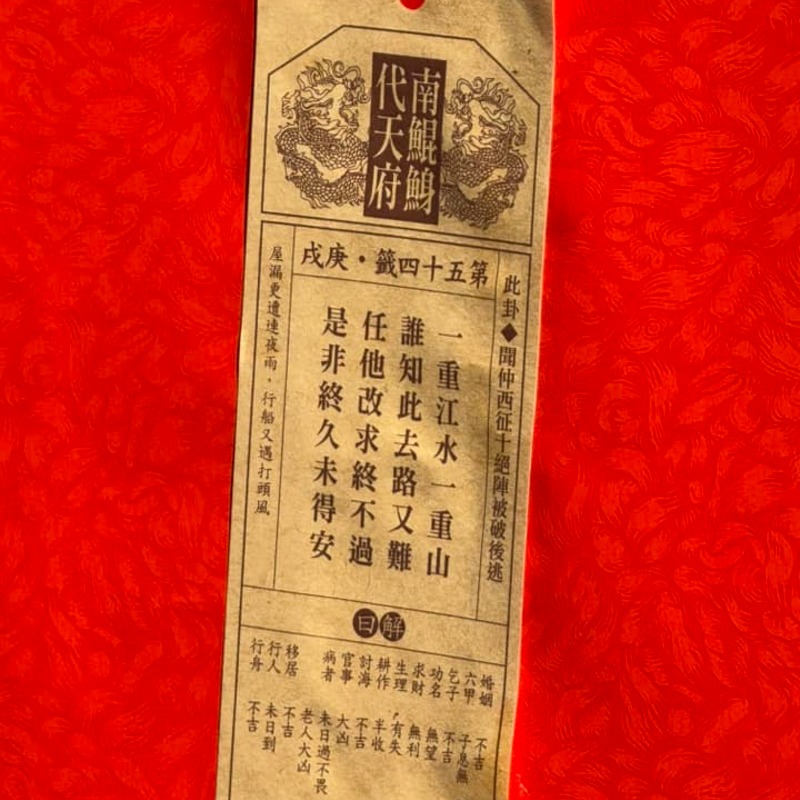 南鯤鯓
代天府
第五十四籤・庚戌
此卦◆聞仲西征十絕陣被破後逃
一重江水一重山
誰知此去路又難
任他改求終不過
是非終久未得安
屋漏更遭連夜雨,行船又遇打頭風
解曰
婚姻 不吉
六甲 子息無
乞子 不吉
功名 無望
求財 無利
生理 有失
耕作 半收
討海 不吉
官事 大凶
病者 未日過不畏
老人大凶
移居 不吉
行人 未日到
行舟 不吉